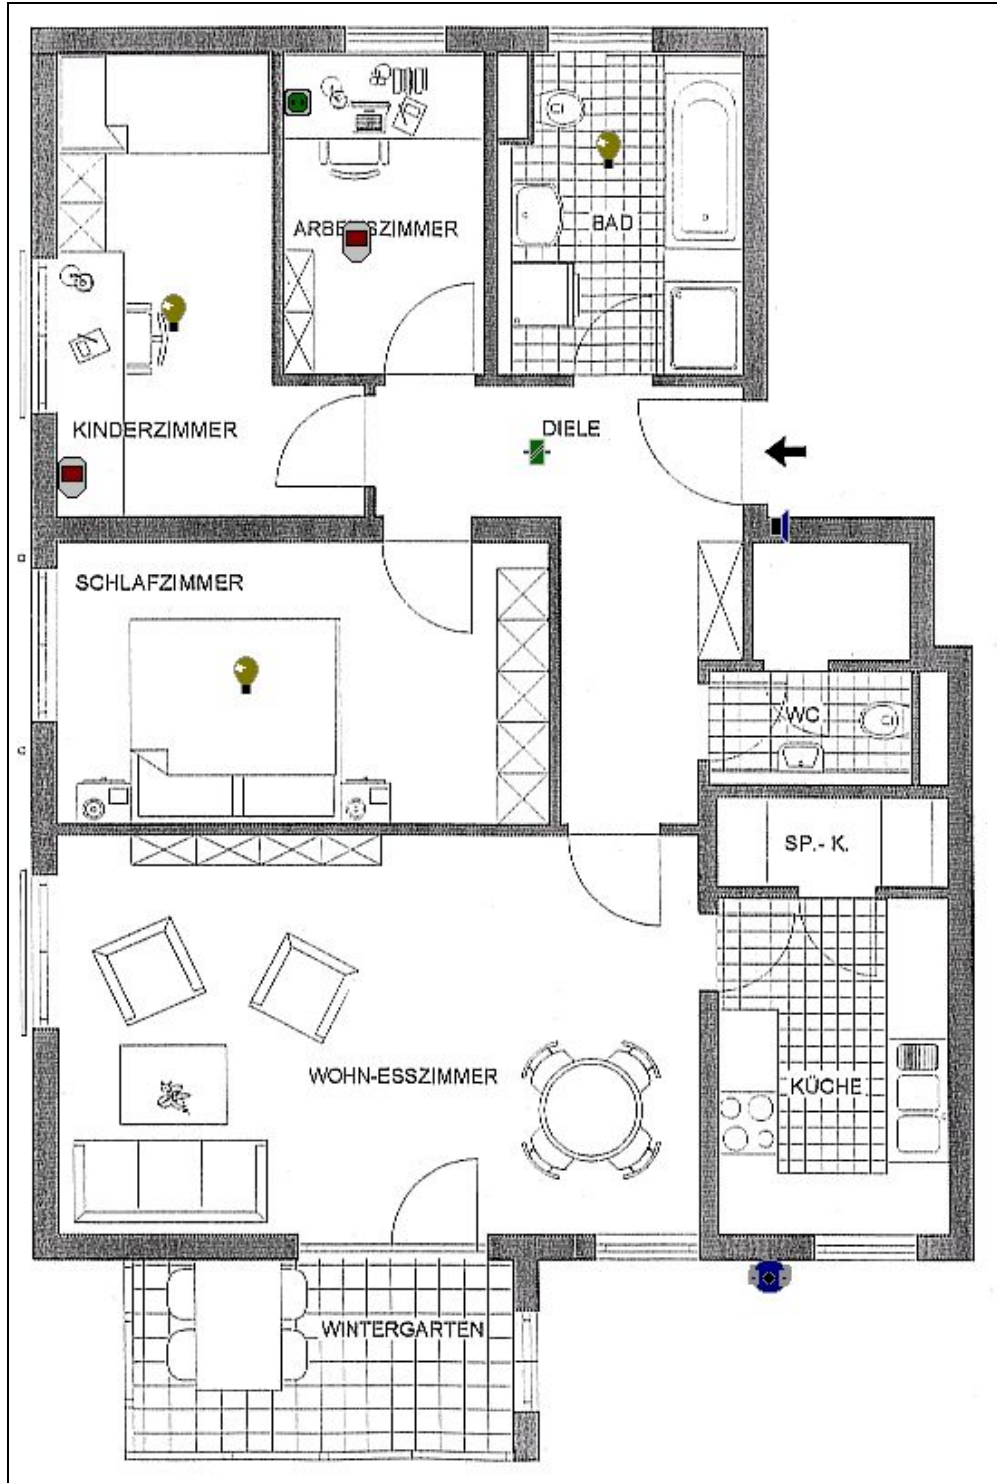 ARBEITSZIMMER
BAD
KINDERZIMMER
DIELE
SCHLAFZIMMER
WC
SP.- K.
WOHN-ESSZIMMER
KÜCHE
WINTERGARTEN